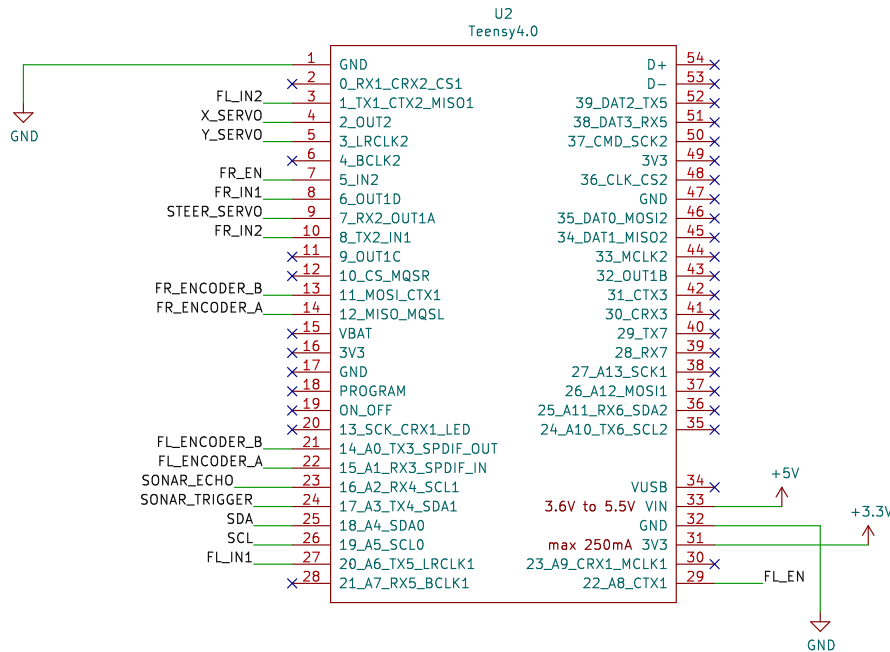 U2
Teensy4.0
1 GND
2 0_RX1_CRX2_CS1
FL_IN2 3 1_TX1_CTX2_MISO1
X_SERVO 4 2_OUT2
Y_SERVO 5 3_LRCLK2
6 4_BCLK2
FR_EN 7 5_IN2
FR_IN1 8 6_OUT1D
STEER_SERVO 9 7_RX2_OUT1A
FR_IN2 10 8_TX2_IN1
11 9_OUT1C
12 10_CS_MQSR
FR_ENCODER_B 13 11_MOSI_CTX1
FR_ENCODER_A 14 12_MISO_MQSL
15 VBAT
16 3V3
17 GND
18 PROGRAM
19 ON_OFF
20 13_SCK_CRX1_LED
FL_ENCODER_B 21 14_A0_TX3_SPDIF_OUT
FL_ENCODER_A 22 15_A1_RX3_SPDIF_IN
SONAR_ECHO 23 16_A2_RX4_SCL1
SONAR_TRIGGER 24 17_A3_TX4_SDA1
SDA 25 18_A4_SDA0
SCL 26 19_A5_SCL0
FL_IN1 27 20_A6_TX5_LRCLK1
28 21_A7_RX5_BCLK1
GND
D+ 54
D- 53
39_DAT2_TX5 52
38_DAT3_RX5 51
37_CMD_SCK2 50
3V3 49
36_CLK_CS2 48
GND 47
35_DAT0_MOSI2 46
34_DAT1_MISO2 45
33_MCLK2 44
32_OUT1B 43
31_CTX3 42
30_CRX3 41
29_TX7 40
28_RX7 39
27_A13_SCK1 38
26_A12_MOSI1 37
25_A11_RX6_SDA2 36
24_A10_TX6_SCL2 35
VUSB 34
3.6V to 5.5V VIN 33 +5V
GND 32
max 250mA 3V3 31 +3.3V
23_A9_CRX1_MCLK1 30
22_A8_CTX1 29 FL_EN
GND